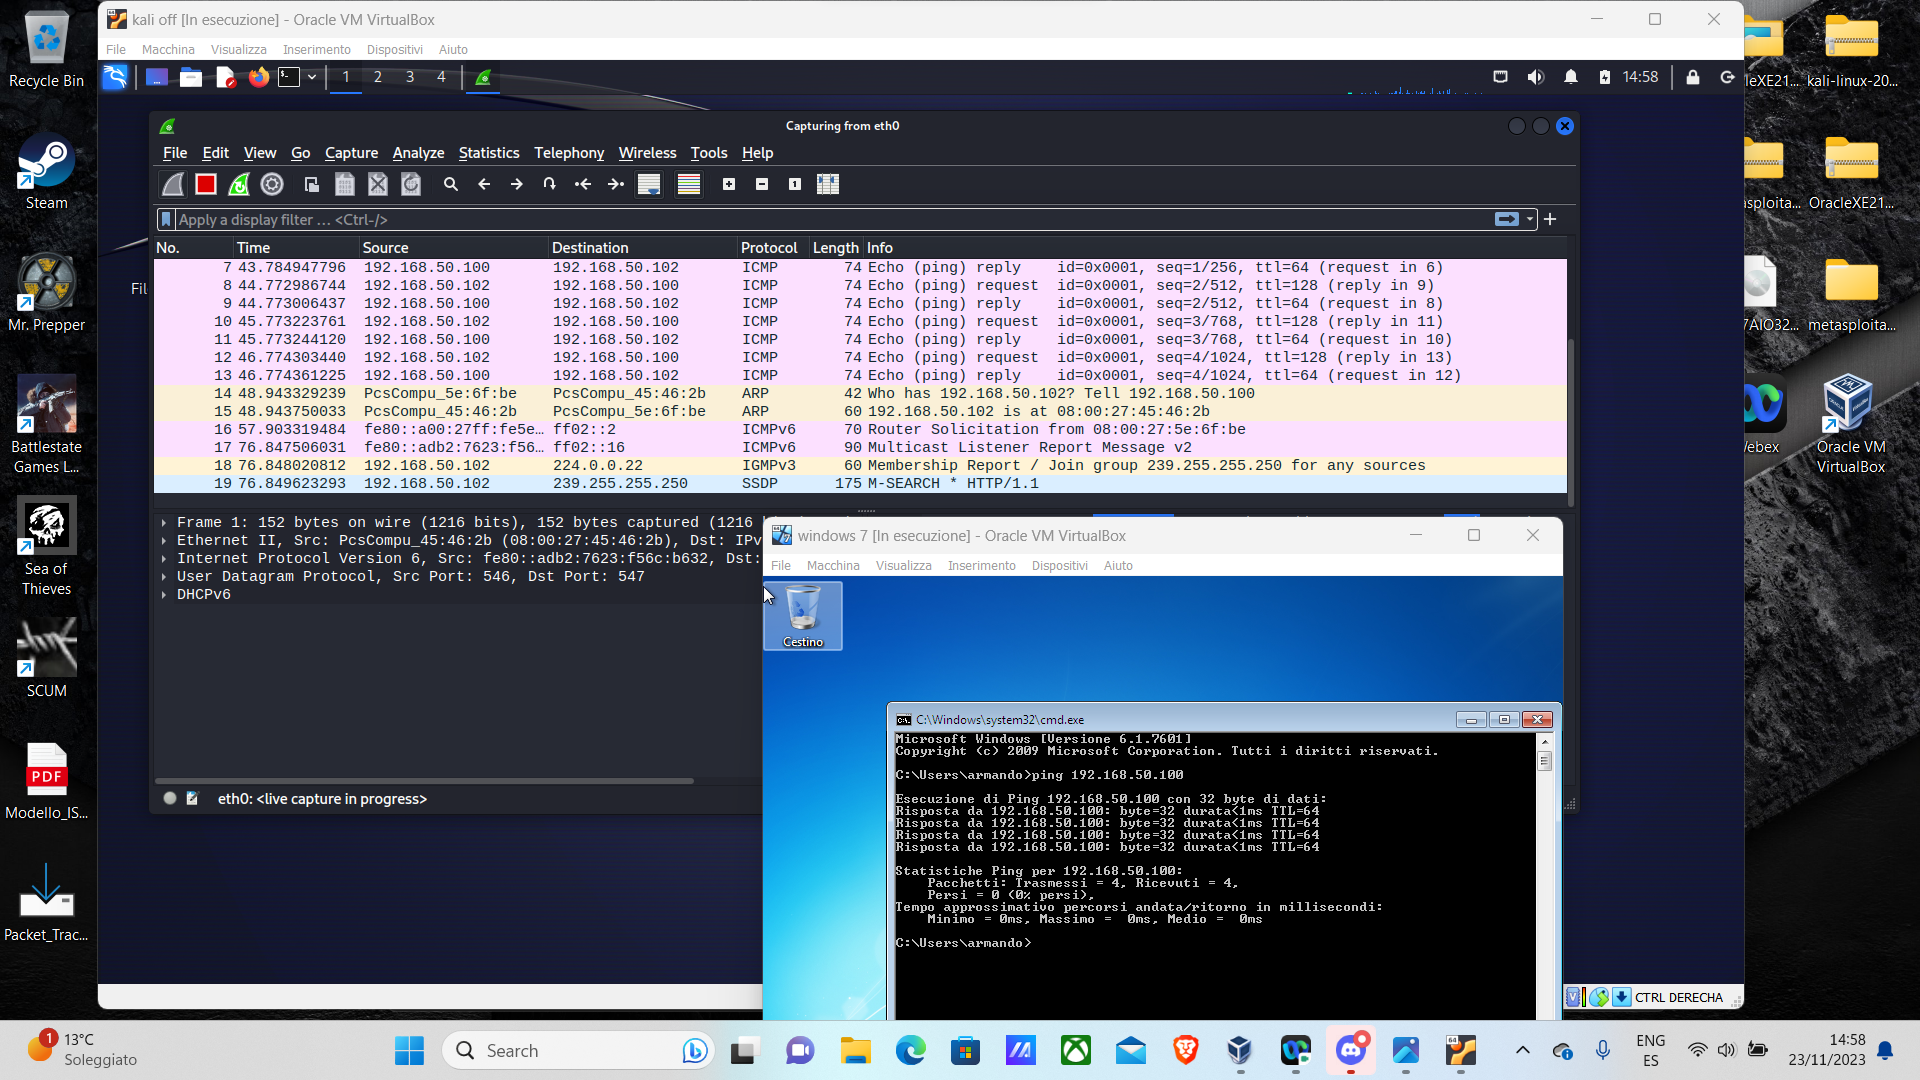 kali off [In esecuzione] - Oracle VM VirtualBox
File Macchina Visualizza Inserimento Dispositivi Aiuto
1 2 3 4
14:58
Capturing from eth0
File Edit View Go Capture Analyze Statistics Telephony Wireless Tools Help
Apply a display filter … <Ctrl-/>
No. Time Source Destination Protocol Length Info
7 43.784947796 192.168.50.100 192.168.50.102 ICMP 74 Echo (ping) reply id=0x0001, seq=1/256, ttl=64 (request in 6)
8 44.772986744 192.168.50.102 192.168.50.100 ICMP 74 Echo (ping) request id=0x0001, seq=2/512, ttl=128 (reply in 9)
9 44.773006437 192.168.50.100 192.168.50.102 ICMP 74 Echo (ping) reply id=0x0001, seq=2/512, ttl=64 (request in 8)
10 45.773223761 192.168.50.102 192.168.50.100 ICMP 74 Echo (ping) request id=0x0001, seq=3/768, ttl=128 (reply in 11)
11 45.773244120 192.168.50.100 192.168.50.102 ICMP 74 Echo (ping) reply id=0x0001, seq=3/768, ttl=64 (request in 10)
12 46.774303440 192.168.50.102 192.168.50.100 ICMP 74 Echo (ping) request id=0x0001, seq=4/1024, ttl=128 (reply in 13)
13 46.774361225 192.168.50.100 192.168.50.102 ICMP 74 Echo (ping) reply id=0x0001, seq=4/1024, ttl=64 (request in 12)
14 48.943329239 PcsCompu_5e:6f:be PcsCompu_45:46:2b ARP 42 Who has 192.168.50.102? Tell 192.168.50.100
15 48.943750033 PcsCompu_45:46:2b PcsCompu_5e:6f:be ARP 60 192.168.50.102 is at 08:00:27:45:46:2b
16 57.903319484 fe80::a00:27ff:fe5e… ff02::2 ICMPv6 70 Router Solicitation from 08:00:27:5e:6f:be
17 76.847506031 fe80::adb2:7623:f56… ff02::16 ICMPv6 90 Multicast Listener Report Message v2
18 76.848020812 192.168.50.102 224.0.0.22 IGMPv3 60 Membership Report / Join group 239.255.255.250 for any sources
19 76.849623293 192.168.50.102 239.255.255.250 SSDP 175 M-SEARCH * HTTP/1.1
Frame 1: 152 bytes on wire (1216 bits), 152 bytes captured (1216
Ethernet II, Src: PcsCompu_45:46:2b (08:00:27:45:46:2b), Dst: IPv
Internet Protocol Version 6, Src: fe80::adb2:7623:f56c:b632, Dst:
User Datagram Protocol, Src Port: 546, Dst Port: 547
DHCPv6
eth0: <live capture in progress>
windows 7 [In esecuzione] - Oracle VM VirtualBox
File Macchina Visualizza Inserimento Dispositivi Aiuto
Cestino
C:\Windows\system32\cmd.exe
Microsoft Windows [Versione 6.1.7601]
Copyright (c) 2009 Microsoft Corporation. Tutti i diritti riservati.
C:\Users\armando>ping 192.168.50.100
Esecuzione di Ping 192.168.50.100 con 32 byte di dati:
Risposta da 192.168.50.100: byte=32 durata<1ms TTL=64
Risposta da 192.168.50.100: byte=32 durata<1ms TTL=64
Risposta da 192.168.50.100: byte=32 durata<1ms TTL=64
Risposta da 192.168.50.100: byte=32 durata<1ms TTL=64
Statistiche Ping per 192.168.50.100:
Pacchetti: Trasmessi = 4, Ricevuti = 4,
Persi = 0 (0% persi),
Tempo approssimativo percorsi andata/ritorno in millisecondi:
Minimo = 0ms, Massimo = 0ms, Medio = 0ms
C:\Users\armando>
CTRL DERECHA
Recycle Bin
Steam
Mr. Prepper
Battlestate
Games L...
Sea of
Thieves
SCUM
PDF
Modello_IS...
Packet_Trac...
Fil
leXE21... kali-linux-20...
asploita... OracleXE21...
7AIO32... metasploita...
Webex
Oracle VM
VirtualBox
1
13°C
Soleggiato
Search
ENG
ES
14:58
23/11/2023